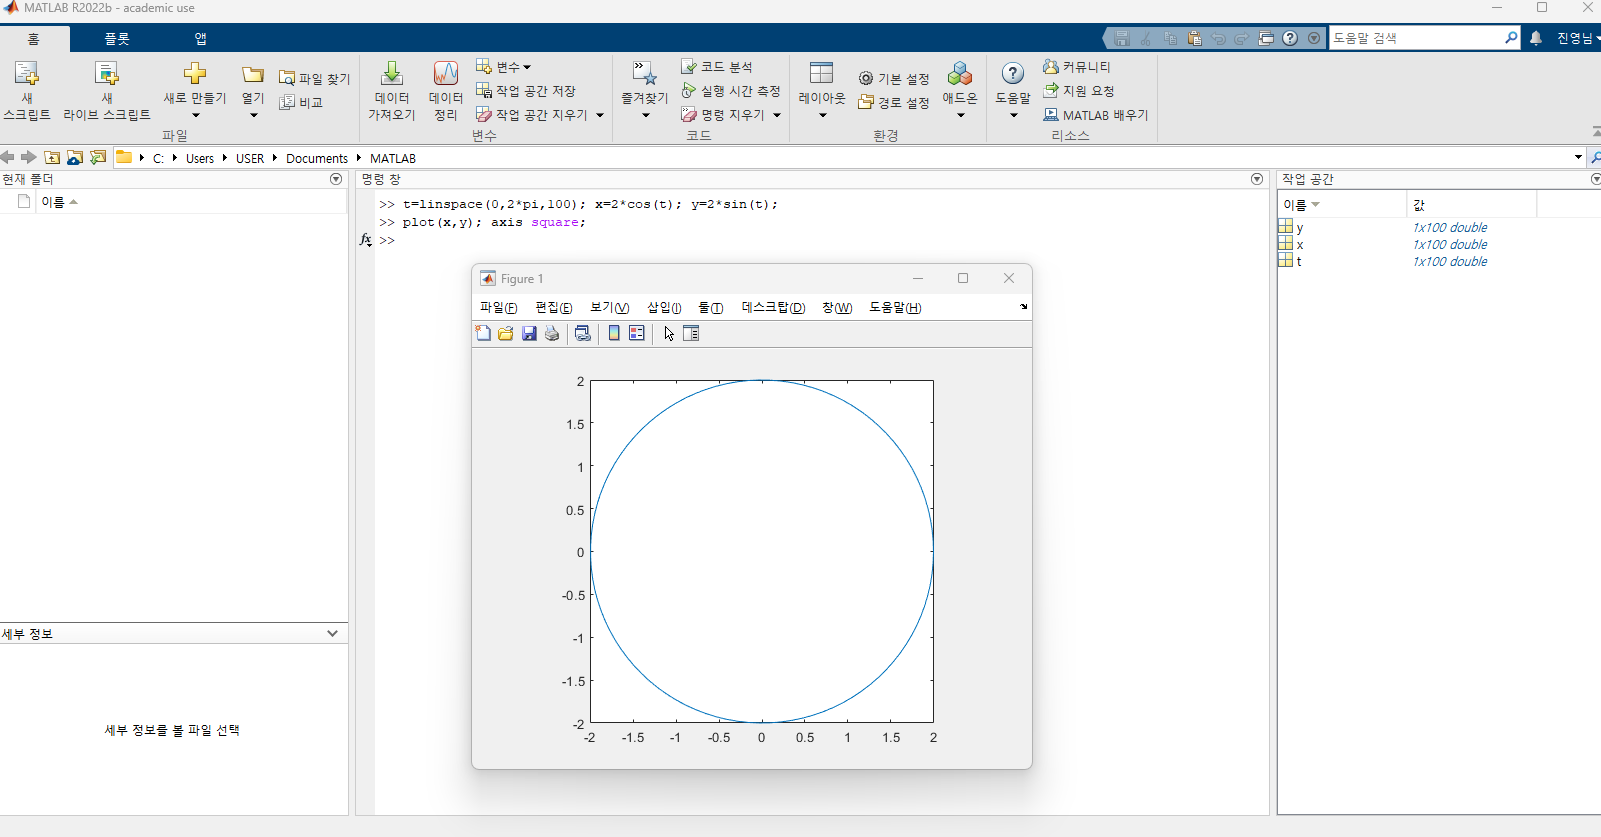 MATLAB R2022b - academic use
홈 플롯 앱
도움말 검색
진영님
새 스크립트
새 라이브 스크립트
새로 만들기
열기
파일 찾기
비교
파일
데이터 가져오기
데이터 정리
변수
작업 공간 저장
작업 공간 지우기
변수
즐겨찾기
코드 분석
실행 시간 측정
명령 지우기
코드
레이아웃
기본 설정
경로 설정
애드온
환경
도움말
커뮤니티
지원 요청
MATLAB 배우기
리소스
C: Users USER Documents MATLAB
현재 폴더
이름
세부 정보
세부 정보를 볼 파일 선택
명령 창
>> t=linspace(0,2*pi,100); x=2*cos(t); y=2*sin(t);
>> plot(x,y); axis square;
fx >>
Figure 1
파일(F) 편집(E) 보기(V) 삽입(I) 툴(T) 데스크탑(D) 창(W) 도움말(H)
2
1.5
1
0.5
0
-0.5
-1
-1.5
-2
-2 -1.5 -1 -0.5 0 0.5 1 1.5 2
작업 공간
이름 값
y 1x100 double
x 1x100 double
t 1x100 double